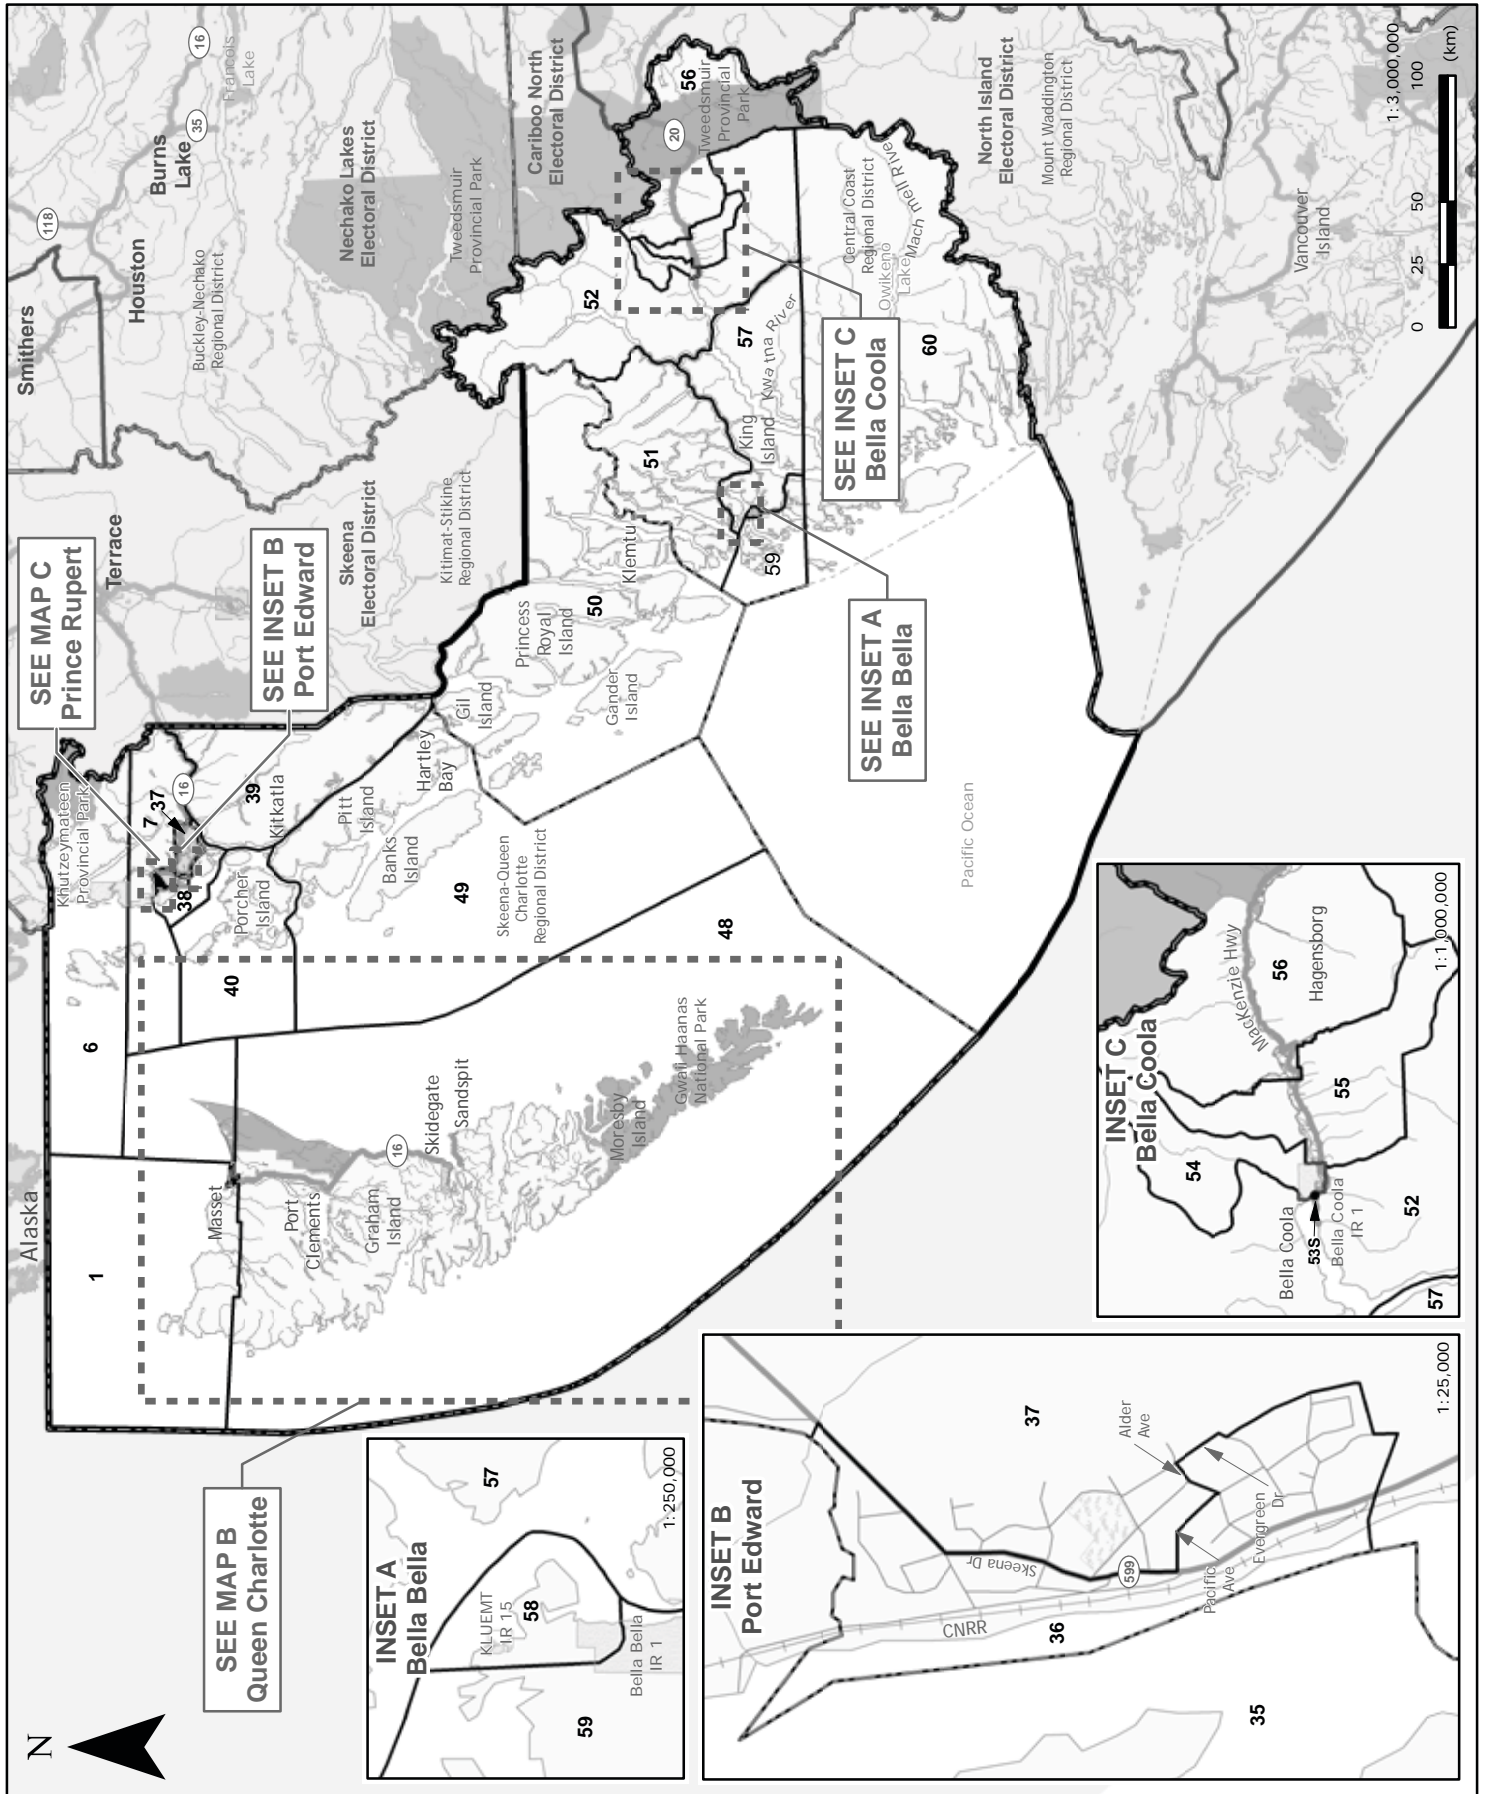 N
Alaska
Smithers
118
16
Francois
Lake
35
Burns
Lake
Houston
Buckley-Nechako
Regional District
Nechako Lakes
Electoral District
Tweedsmuir
Provincial Park
Cariboo North
Electoral District
Terrace
Skeena
Electoral District
Kitimat-Stikine
Regional District
SEE MAP C
Prince Rupert
SEE INSET B
Port Edward
Khutzeymateen
Provincial Park
16
7
37
38
39
Kitkatla
Porcher
Island
40
6
1
Masset
Port
Clements
Graham
Island
16
Skidegate
Sandspit
Moresby
Island
Gwaii Haanas
National Park
Pitt
Island
Banks
Island
Hartley
Bay
Gil
Island
49
Skeena-Queen
Charlotte
Regional District
48
Princess
Royal
Island
50
Gander
Island
Klemtu
51
52
56
Tweedsmuir
Provincial
Park
20
57
King
Island
Kwa tna River
59
Central Coast
Regional District
Owikeno
Lake
Mach mell River
60
North Island
Electoral District
Mount Waddington
Regional District
Vancouver
Island
Pacific Ocean
SEE INSET A
Bella Bella
SEE INSET C
Bella Coola
SEE MAP B
Queen Charlotte
1:3,000,000
0 25 50 100 (km)
INSET A
Bella Bella
57
KLUEMT
IR 15
58
Bella Bella
IR 1
59
1:250,000
INSET B
Port Edward
37
Alder
Ave
Evergreen
Dr
Pacific
Ave
Skeena Dr
599
CNRR
36
35
1:25,000
INSET C
Bella Coola
MacKenzie Hwy
56
Hagensborg
54
55
Bella Coola
53S
Bella Coola
IR 1
52
57
1:1,000,000